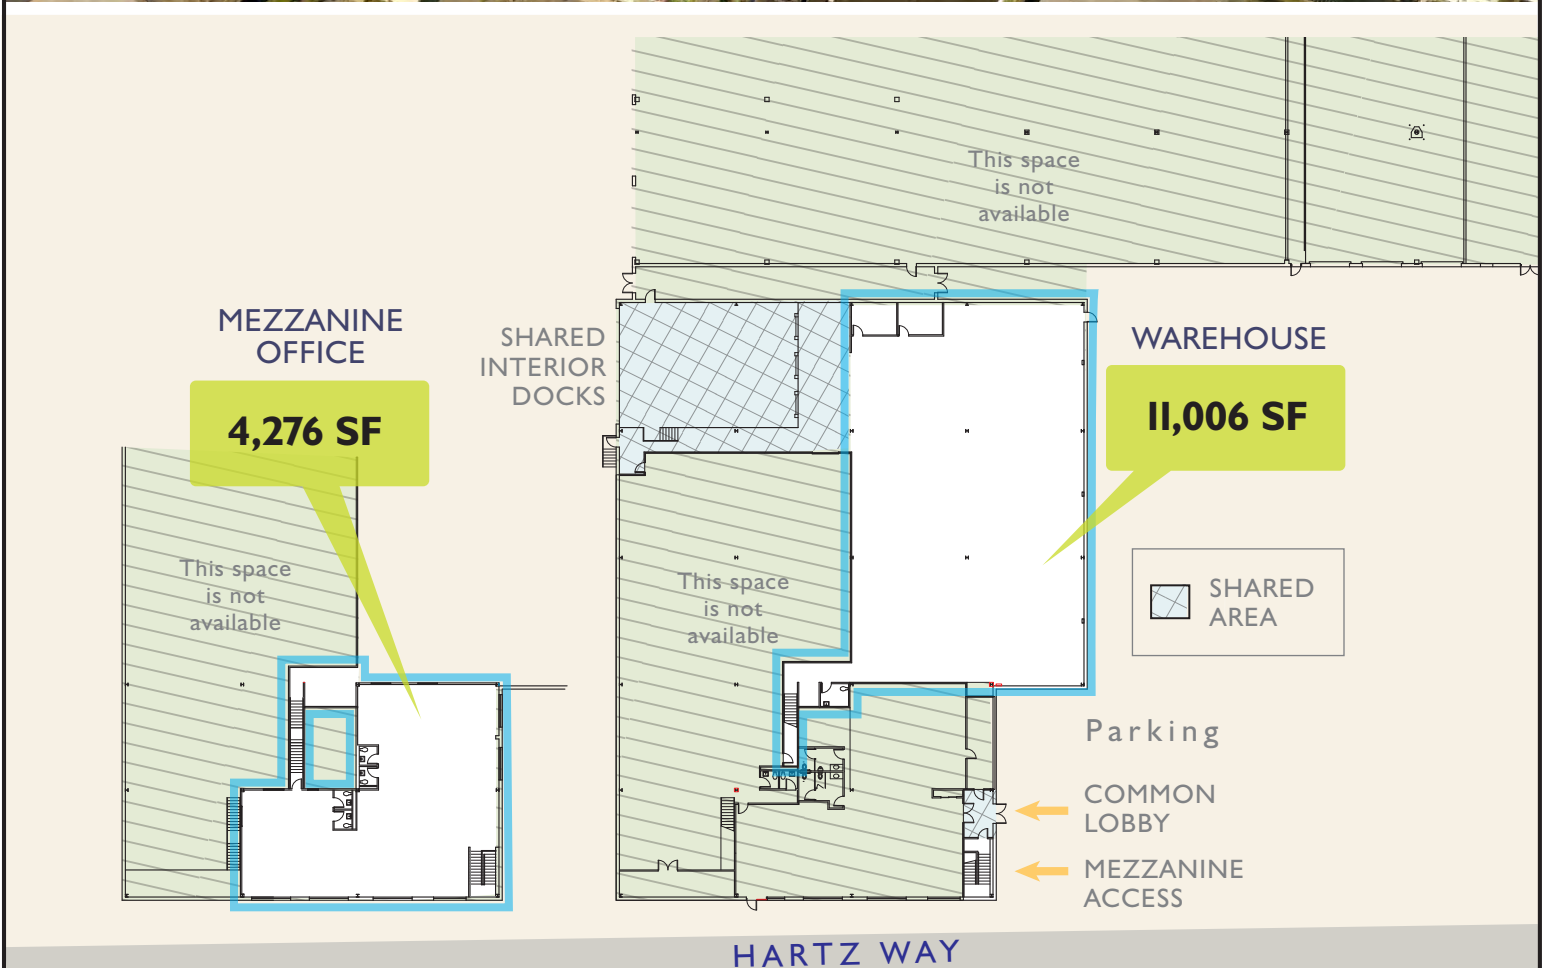 This space
is not
available
MEZZANINE
OFFICE
4,276 SF
SHARED
INTERIOR
DOCKS
WAREHOUSE
11,006 SF
This space
is not
available
This space
is not
available
SHARED
AREA
Parking
COMMON
LOBBY
MEZZANINE
ACCESS
HARTZ WAY